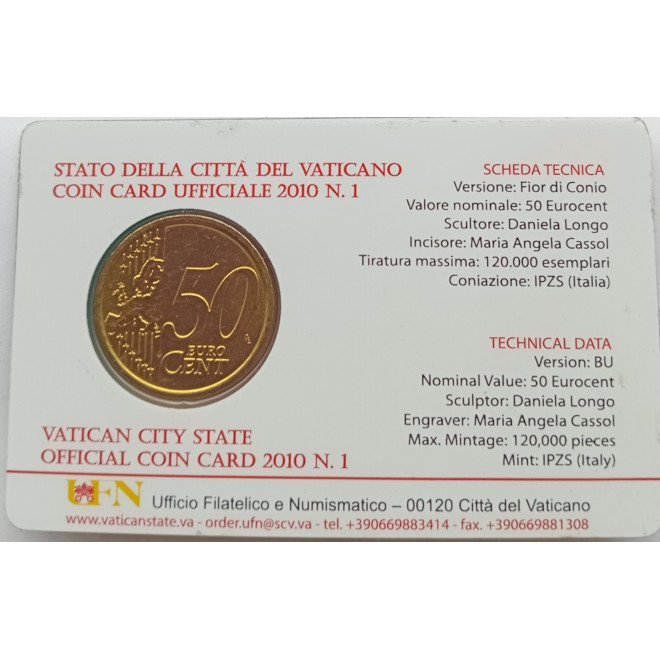 STATO DELLA CITTÀ DEL VATICANO
COIN CARD UFFICIALE 2010 N. 1
50
EURO
CENT
VATICAN CITY STATE
OFFICIAL COIN CARD 2010 N. 1
SCHEDA TECNICA
Versione: Fior di Conio
Valore nominale: 50 Eurocent
Scultore: Daniela Longo
Incisore: Maria Angela Cassol
Tiratura massima: 120.000 esemplari
Coniazione: IPZS (Italia)
TECHNICAL DATA
Version: BU
Nominal Value: 50 Eurocent
Sculptor: Daniela Longo
Engraver: Maria Angela Cassol
Max. Mintage: 120,000 pieces
Mint: IPZS (Italy)
UFN Ufficio Filatelico e Numismatico – 00120 Città del Vaticano
www.vaticanstate.va - order.ufn@scv.va - tel. +390669883414 - fax. +390669881308